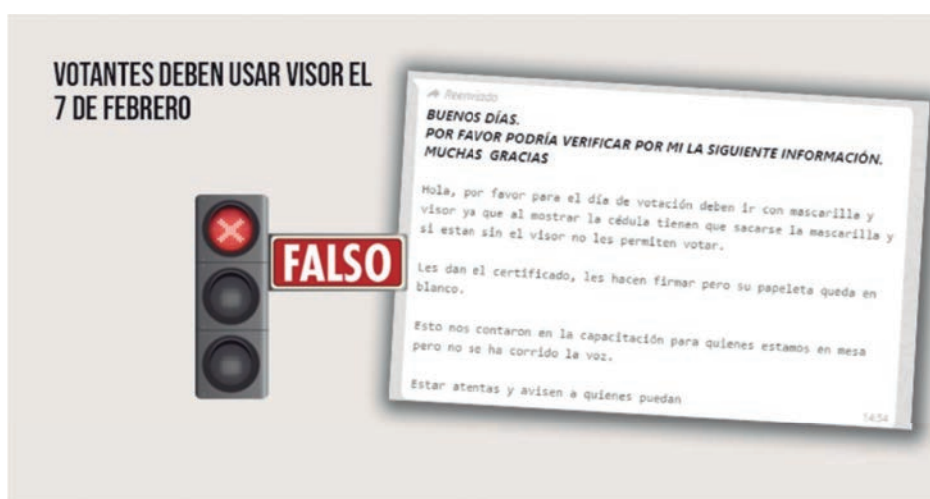 VOTANTES DEBEN USAR VISOR EL
7 DE FEBRERO
FALSO
Reenviado
BUENOS DÍAS.
POR FAVOR PODRÍA VERIFICAR POR MI LA SIGUIENTE INFORMACIÓN.
MUCHAS GRACIAS
Hola, por favor para el día de votación deben ir con mascarilla y
visor ya que al mostrar la cédula tienen que sacarse la mascarilla y
si estan sin el visor no les permiten votar.
Les dan el certificado, les hacen firmar pero su papeleta queda en
blanco.
Esto nos contaron en la capacitación para quienes estamos en mesa
pero no se ha corrido la voz.
Estar atentas y avisen a quienes puedan
14:54